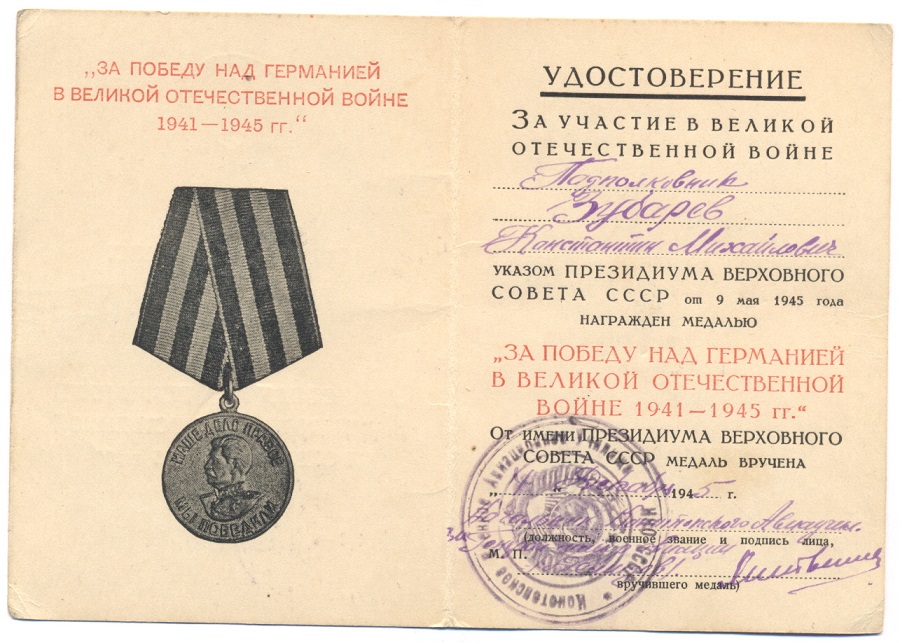 „ЗА ПОБЕДУ НАД ГЕРМАНИЕЙ
В ВЕЛИКОЙ ОТЕЧЕСТВЕННОЙ ВОЙНЕ
1941—1945 гг.“
НАШЕ ДЕЛО ПРАВОЕ
МЫ ПОБЕДИЛИ
УДОСТОВЕРЕНИЕ
ЗА УЧАСТИЕ В ВЕЛИКОЙ
ОТЕЧЕСТВЕННОЙ ВОЙНЕ
Подполковник
Зубарев
Константин Михайлович
УКАЗОМ ПРЕЗИДИУМА ВЕРХОВНОГО
СОВЕТА СССР от 9 мая 1945 года
НАГРАЖДЕН МЕДАЛЬЮ
„ЗА ПОБЕДУ НАД ГЕРМАНИЕЙ
В ВЕЛИКОЙ ОТЕЧЕСТВЕННОЙ
ВОЙНЕ 1941—1945 гг.“
От имени ПРЕЗИДИУМА ВЕРХОВНОГО
СОВЕТА СССР МЕДАЛЬ ВРУЧЕНА
1945 г.
(должность, военное звание и подпись лица,
М. П.
вручившего медаль)